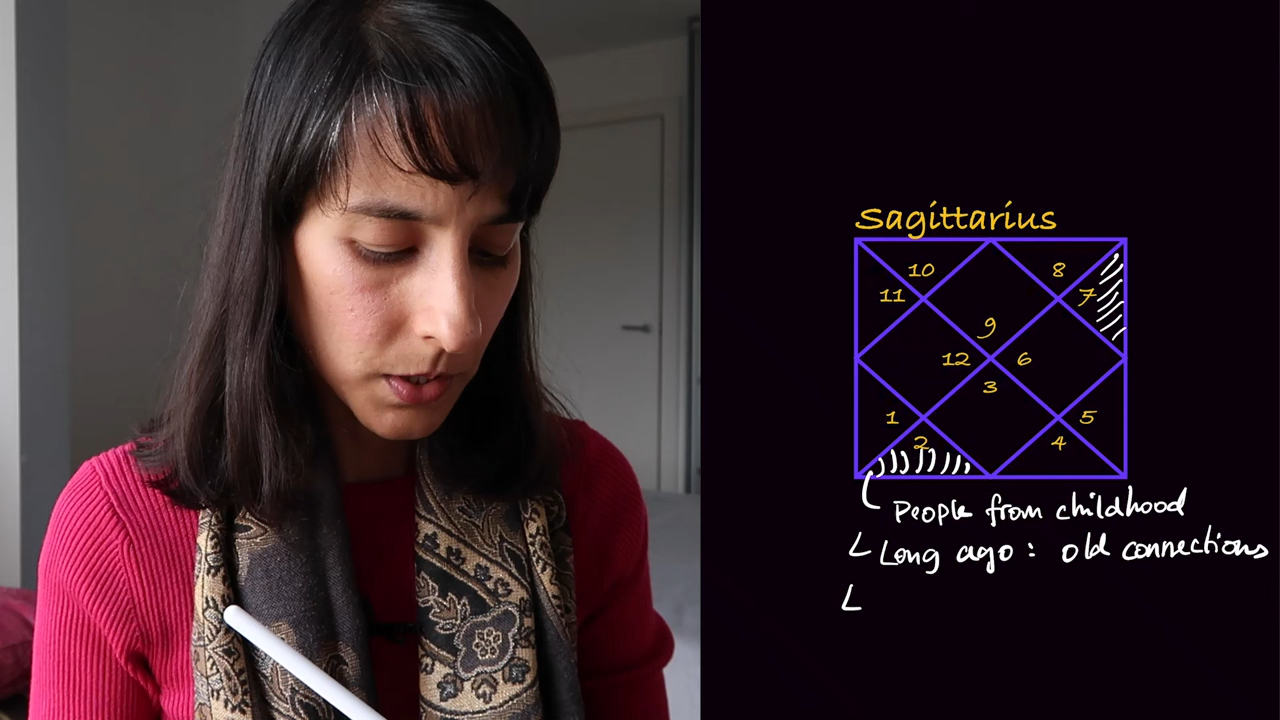 Sagittarius
10 8
11 7
9
12 6
3
1 5
2 4
People from childhood
Long ago : old connections